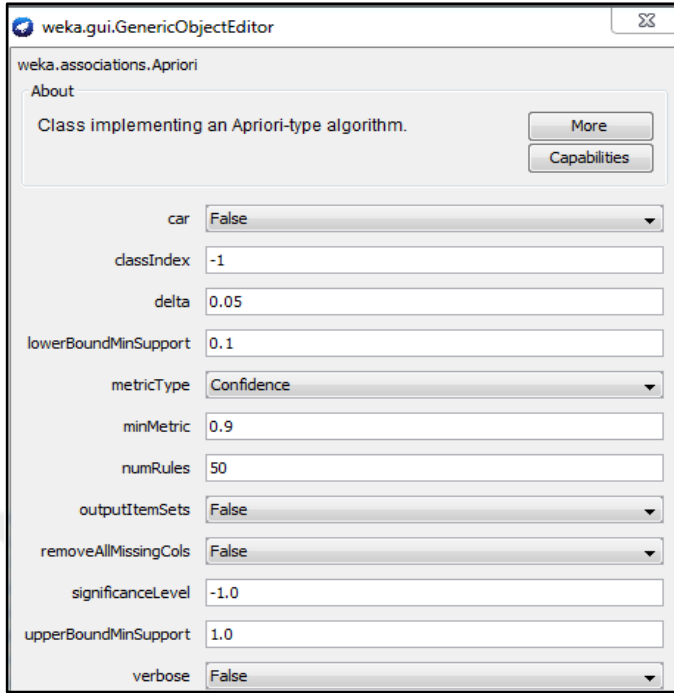 weka.gui.GenericObjectEditor
weka.associations.Apriori
About
Class implementing an Apriori-type algorithm.
More
Capabilities
car False
classIndex -1
delta 0.05
lowerBoundMinSupport 0.1
metricType Confidence
minMetric 0.9
numRules 50
outputItemSets False
removeAllMissingCols False
significanceLevel -1.0
upperBoundMinSupport 1.0
verbose False